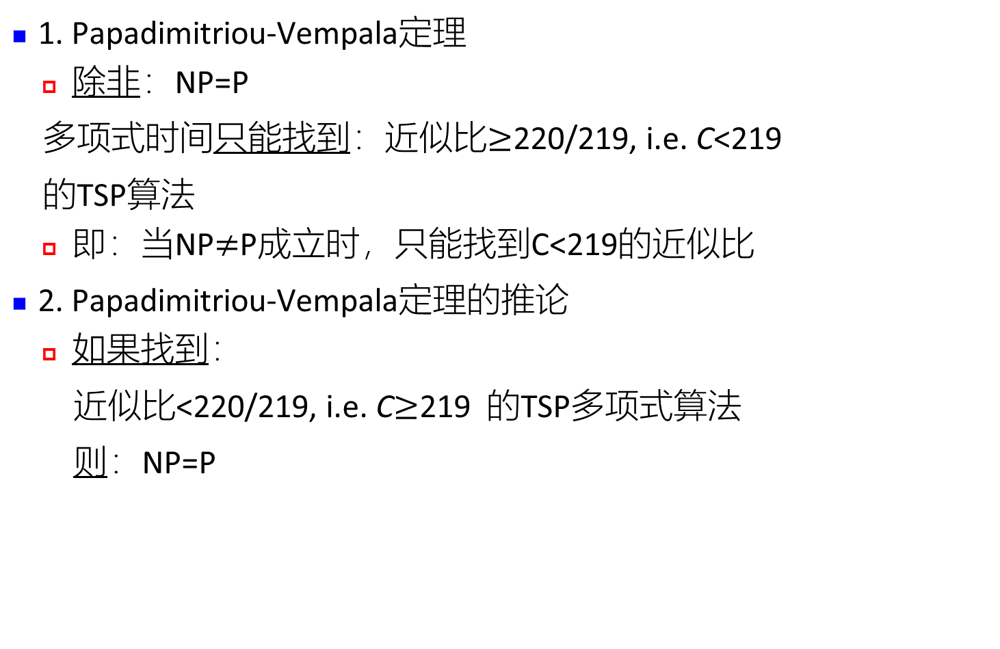 1. Papadimitriou-Vempala定理
除非：NP=P
多项式时间只能找到：近似比≥220/219, i.e. C<219
的TSP算法
即：当NP≠P成立时，只能找到C<219的近似比
2. Papadimitriou-Vempala定理的推论
如果找到：
近似比<220/219, i.e. C≥219 的TSP多项式算法
则：NP=P